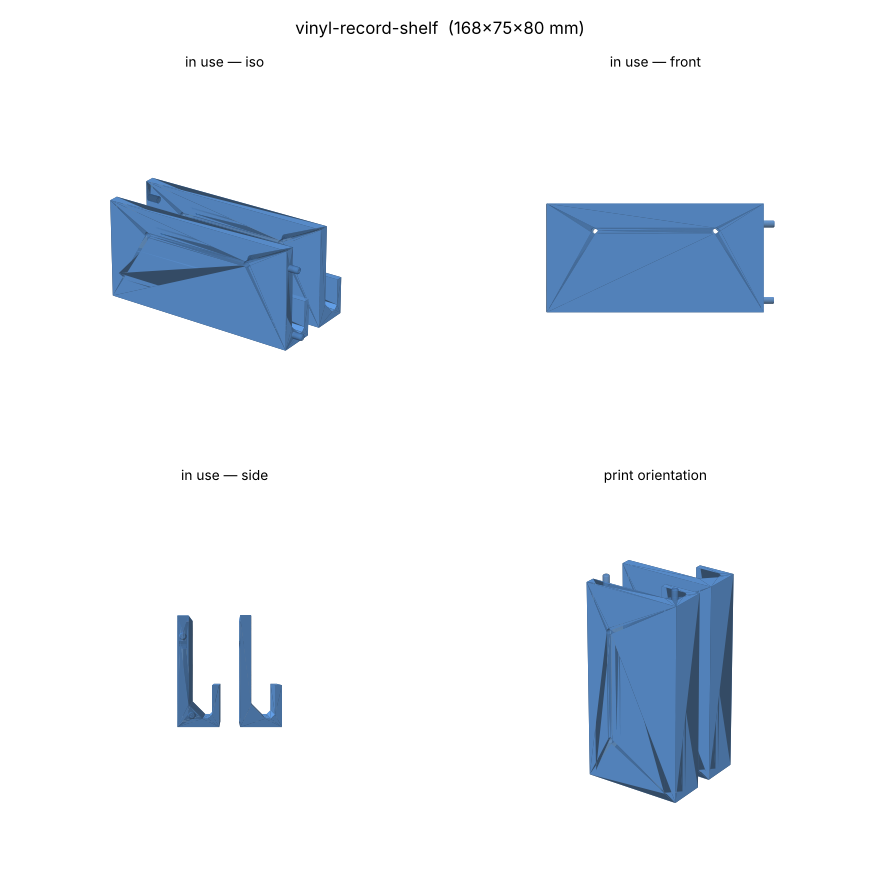 vinyl-record-shelf (168×75×80 mm)
in use — iso
in use — front
in use — side
print orientation